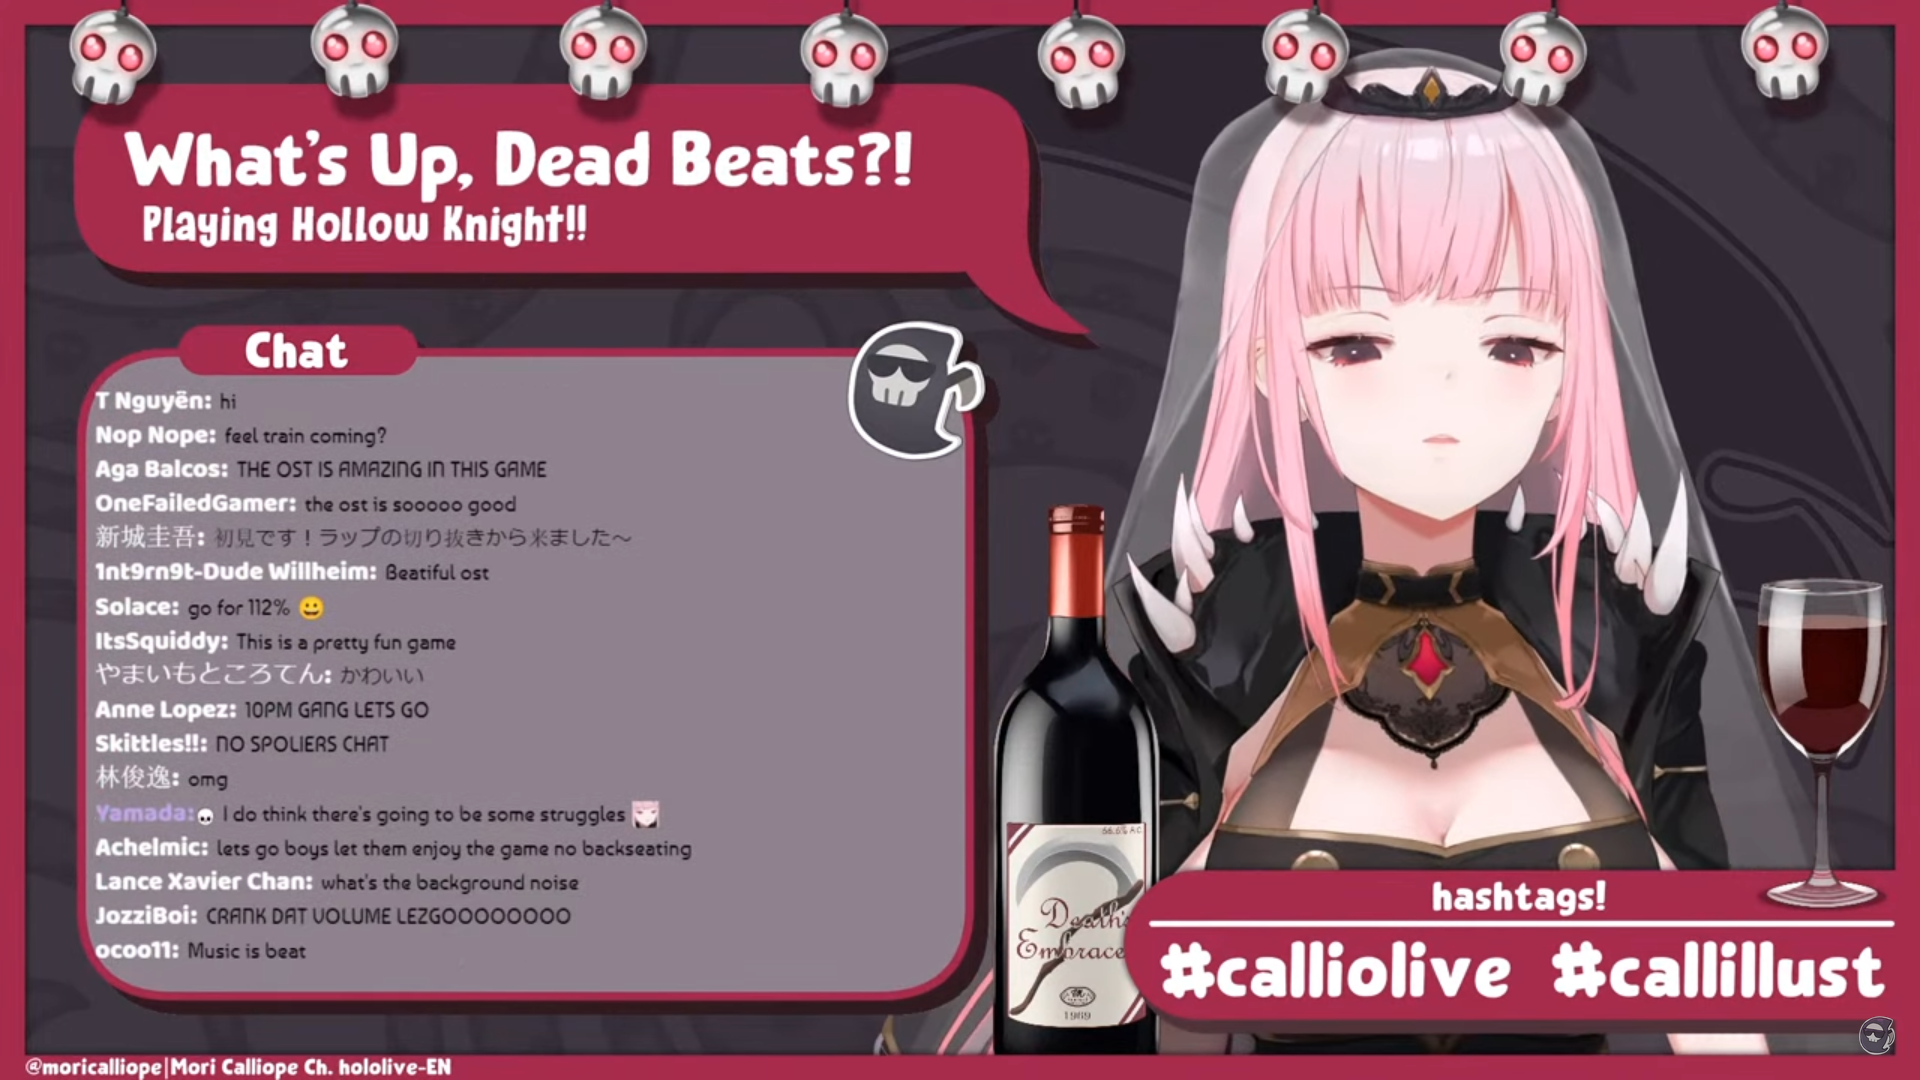 What's Up, Dead Beats?!
Playing Hollow Knight!!
Chat
T Nguyên: hi
Nop Nope: feel train coming?
Aga Balcos: THE OST IS AMAZING IN THIS GAME
OneFailedGamer: the ost is sooooo good
新城圭吾: 初見です！ラップの切り抜きから来ました～
1nt9rn9t-Dude Willheim: Beatiful ost
Solace: go for 112% 😀
ItsSquiddy: This is a pretty fun game
やまいもところてん: かわいい
Anne Lopez: 10PM GANG LETS GO
Skittles!!: NO SPOLIERS CHAT
林俊逸: omg
Yamada: I do think there's going to be some struggles
Achelmic: lets go boys let them enjoy the game no backseating
Lance Xavier Chan: what's the background noise
JozziBoi: CRANK DAT VOLUME LEZGOOOOOOOO
ocoo11: Music is beat
Death's
Embrace
1989
hashtags!
#calliolive #callillust
@moricalliope|Mori Calliope Ch. hololive-EN